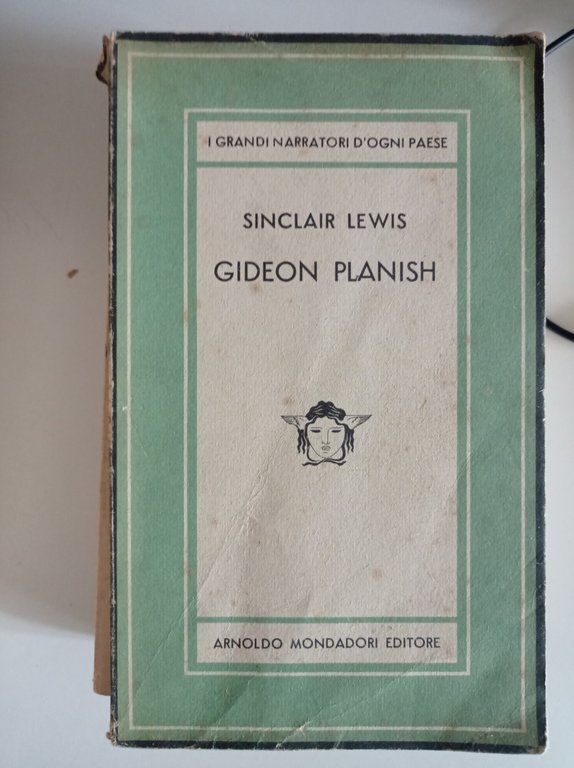 I GRANDI NARRATORI D'OGNI PAESE
SINCLAIR LEWIS
GIDEON PLANISH
ARNOLDO MONDADORI EDITORE